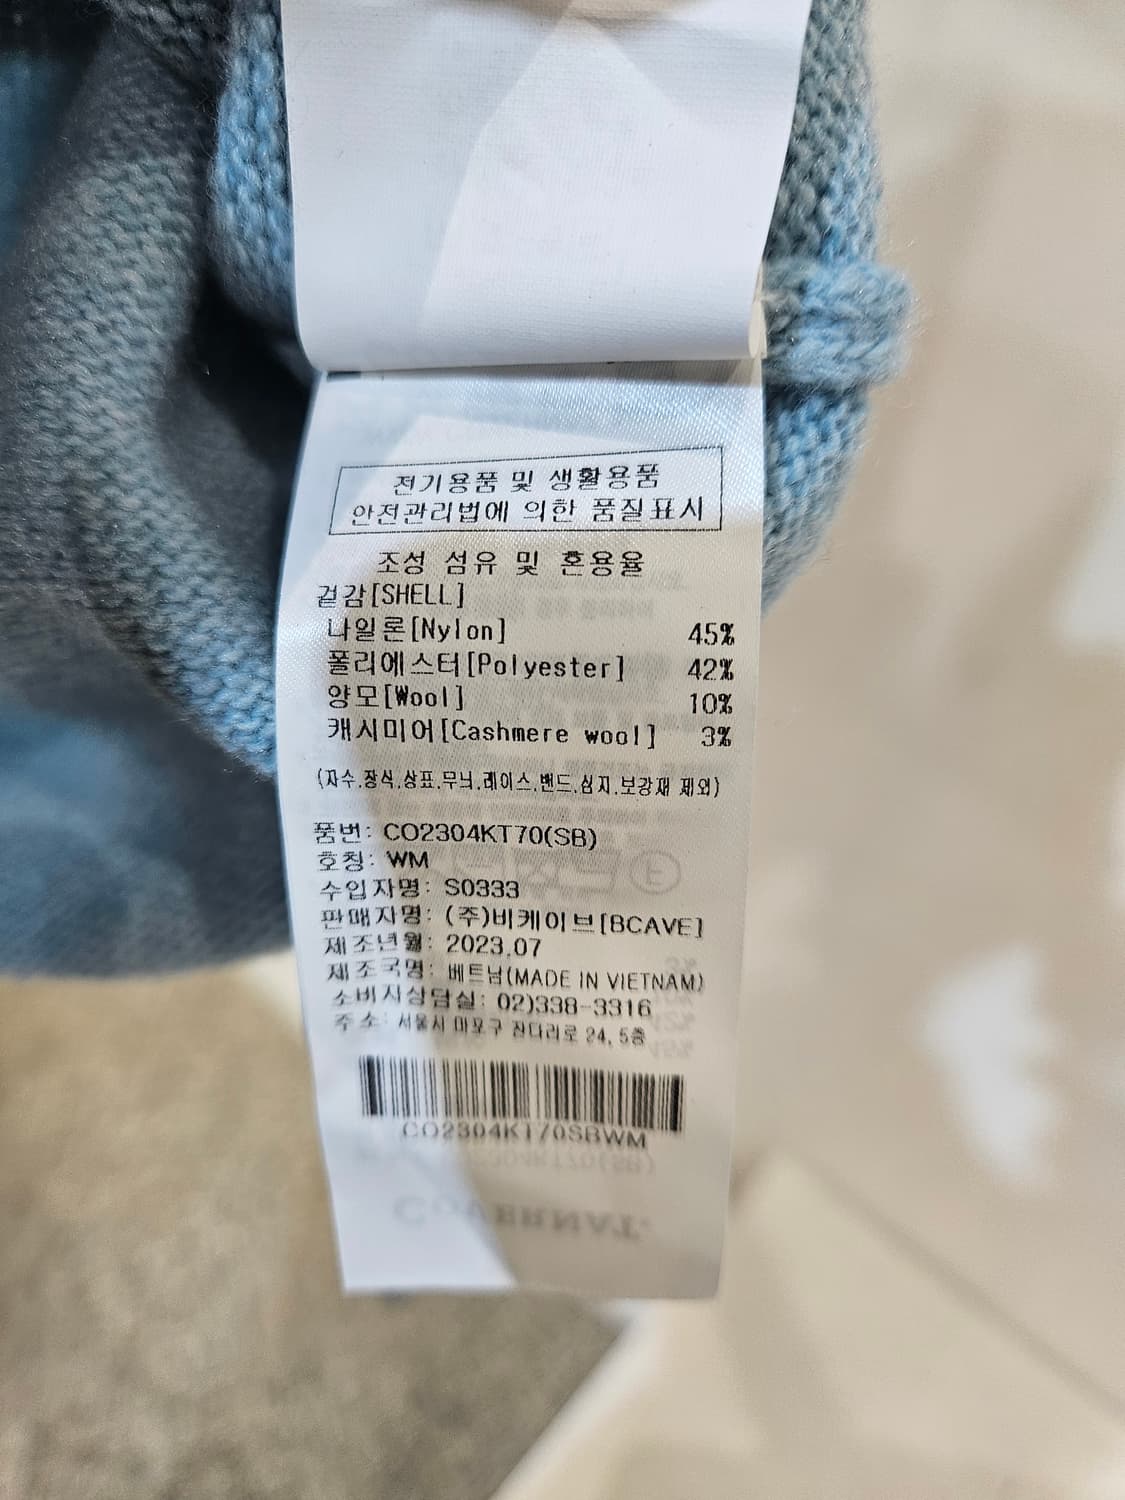 전기용품 및 생활용품
안전관리법에 의한 품질표시
조성 섬유 및 혼용율
겉감[SHELL]
나일론[Nylon] 45%
폴리에스터[Polyester] 42%
양모[Wool] 10%
캐시미어[Cashmere wool] 3%
(자수.장식.상표.무늬.레이스.밴드.심지.보강재 제외)
품번: CO2304KT70(SB)
호칭: WM
수입자명: S0333
판매자명: (주)비케이브[BCAVE]
제조년월: 2023.07
제조국명: 베트남(MADE IN VIETNAM)
소비자상담실: 02)338-3316
주소: 서울시 마포구 잔다리로 24, 5층
CO2304KT70SBWM
COVERNAT